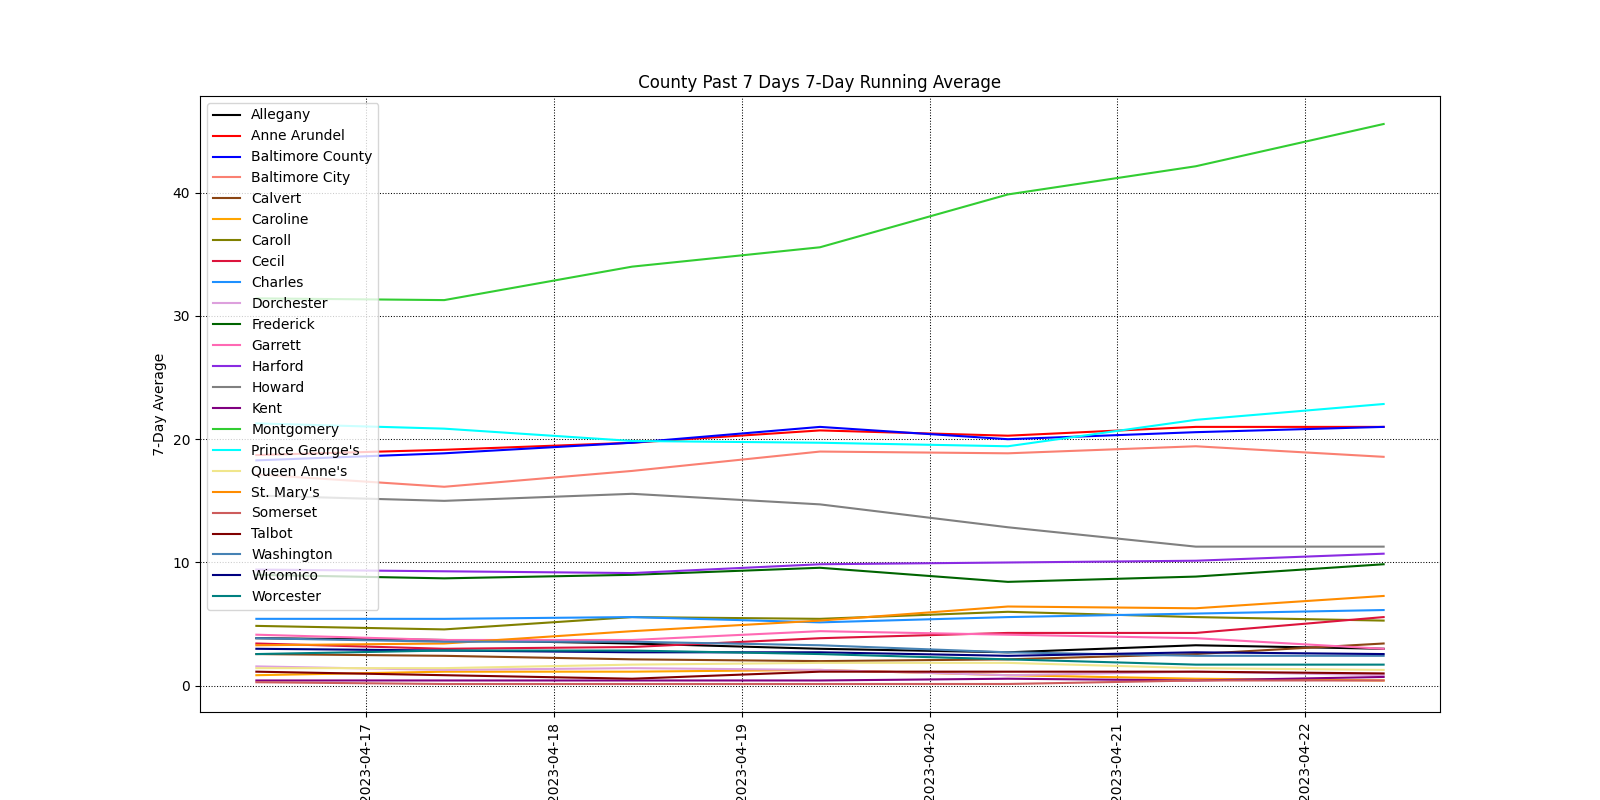 County Past 7 Days 7-Day Running Average
7-Day Average
40
30
20
10
0
Allegany
Anne Arundel
Baltimore County
Baltimore City
Calvert
Caroline
Caroll
Cecil
Charles
Dorchester
Frederick
Garrett
Harford
Howard
Kent
Montgomery
Prince George's
Queen Anne's
St. Mary's
Somerset
Talbot
Washington
Wicomico
Worcester
2023-04-17
2023-04-18
2023-04-19
2023-04-20
2023-04-21
2023-04-22